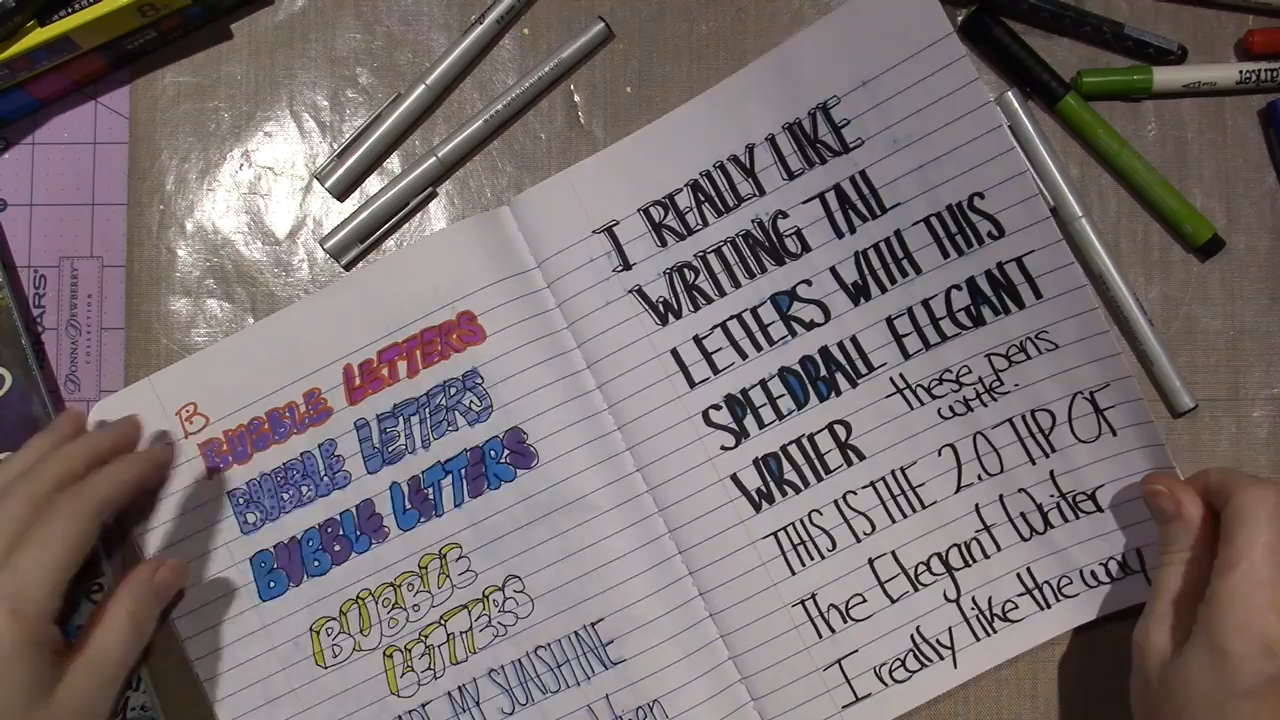 B
BUBBLE LETTERS
BUBBLE LETTERS
BUBBLE LETTERS
BUBBLE
LETTERS
MY SUNSHINE
I REALLY LIKE
WRITING TALL
LETTERS WITH THIS
SPEEDBALL ELEGANT
WRITER these pens
write.
THIS IS THE 2.0 TIP OF
The Elegant Writer
I really like the way
DONNA DEWBERRY
COLLECTION
arker
8